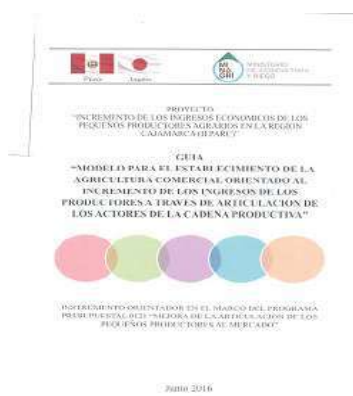 Perú Japón
MINAGRI
MINISTERIO
DE AGRICULTURA
Y RIEGO
PROYECTO
"INCREMENTO DE LOS INGRESOS ECONOMICOS DE LOS
PEQUEÑOS PRODUCTORES AGRARIOS EN LA REGION
CAJAMARCA (IEPARC)"
GUIA
"MODELO PARA EL ESTABLECIMIENTO DE LA
AGRICULTURA COMERCIAL ORIENTADO AL
INCREMENTO DE LOS INGRESOS DE LOS
PRODUCTORES A TRAVES DE ARTICULACION DE
LOS ACTORES DE LA CADENA PRODUCTIVA"
INSTRUMENTO ORIENTADOR EN EL MARCO DEL PROGRAMA
PRESUPUESTAL 0121 "MEJORA DE LA ARTICULACION DE LOS
PEQUEÑOS PRODUCTORES AL MERCADO"
Junio 2016